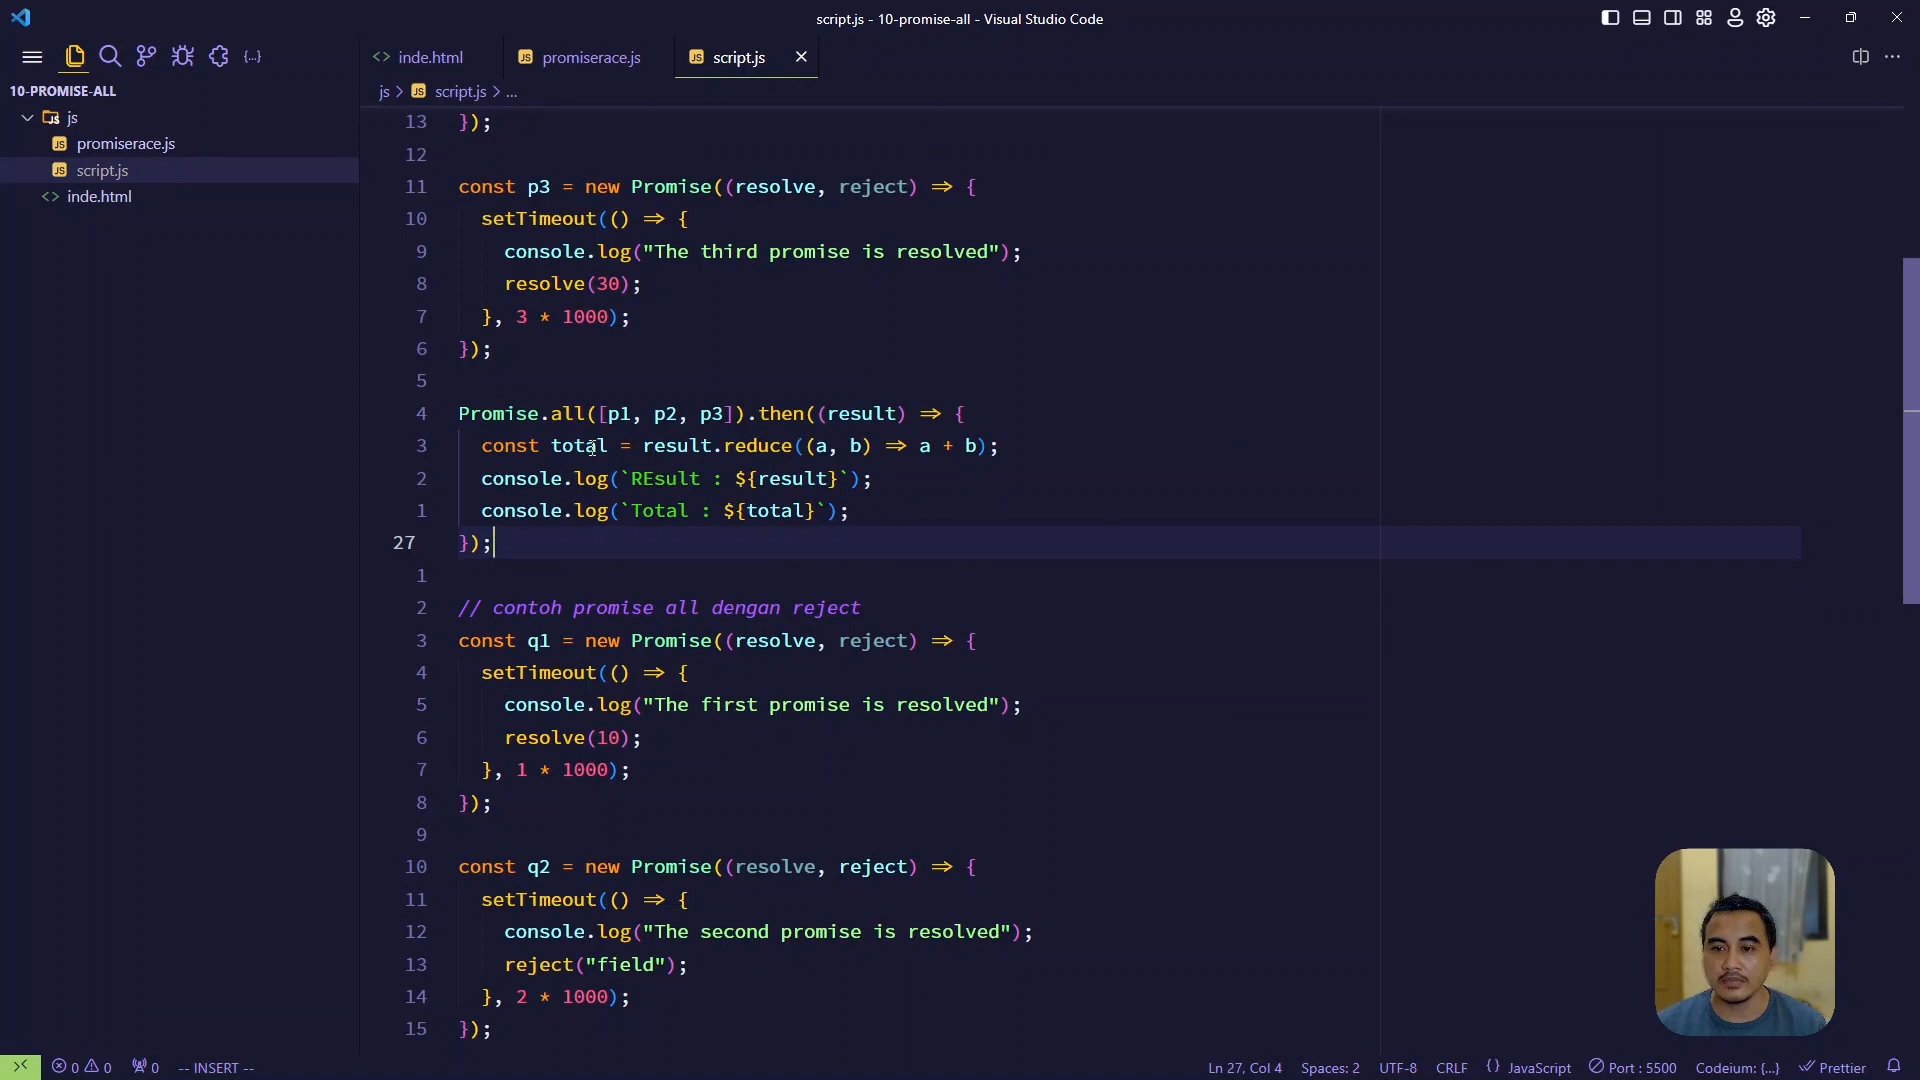 script.js - 10-promise-all - Visual Studio Code
inde.html
promiserace.js
script.js
10-PROMISE-ALL
js
promiserace.js
script.js
inde.html
js > script.js > ...
13 });
12
11 const p3 = new Promise((resolve, reject) => {
10 setTimeout(() => {
9 console.log("The third promise is resolved");
8 resolve(30);
7 }, 3 * 1000);
6 });
5
4 Promise.all([p1, p2, p3]).then((result) => {
3 const total = result.reduce((a, b) => a + b);
2 console.log(`REsult : ${result}`);
1 console.log(`Total : ${total}`);
27 });
1
2 // contoh promise all dengan reject
3 const q1 = new Promise((resolve, reject) => {
4 setTimeout(() => {
5 console.log("The first promise is resolved");
6 resolve(10);
7 }, 1 * 1000);
8 });
9
10 const q2 = new Promise((resolve, reject) => {
11 setTimeout(() => {
12 console.log("The second promise is resolved");
13 reject("field");
14 }, 2 * 1000);
15 });
0 0 0 -- INSERT -- Ln 27, Col 4 Spaces: 2 UTF-8 CRLF {} JavaScript Port : 5500 Codeium: {...} Prettier